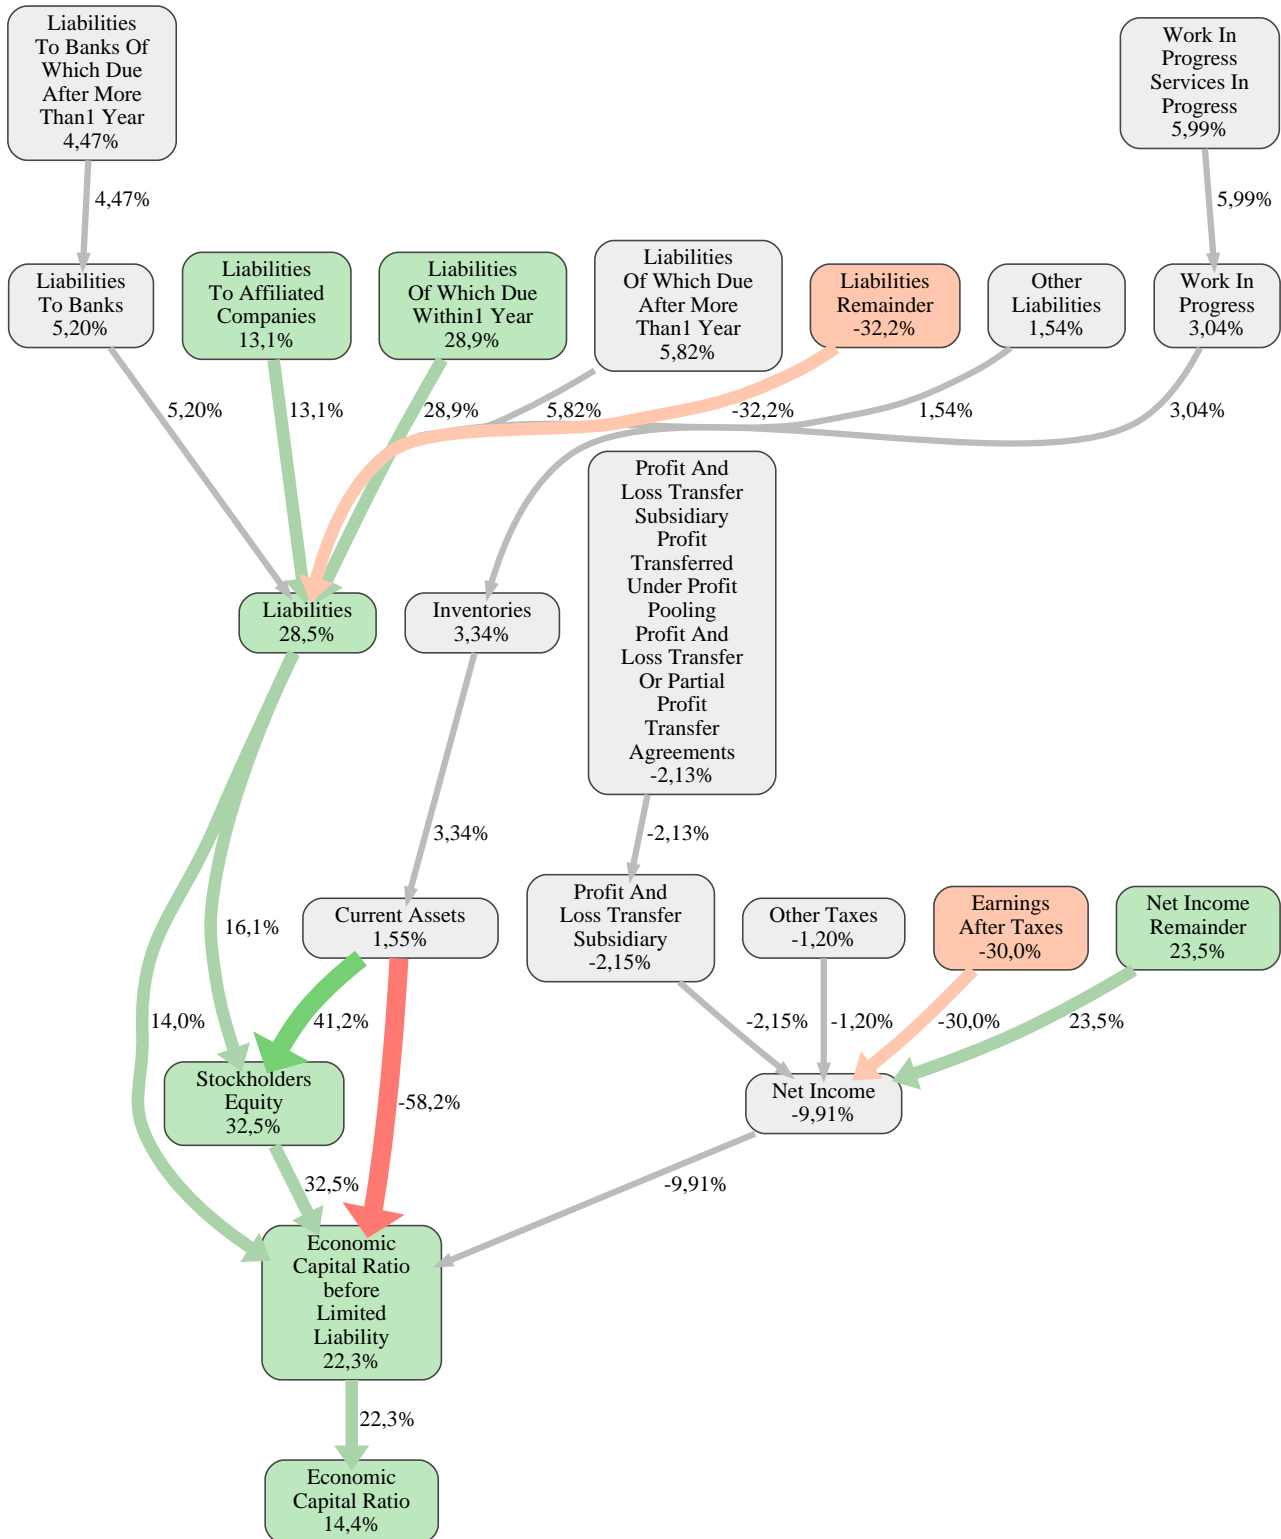 Liabilities
To Banks Of
Which Due
After More
Than1 Year
4,47%
Work In
Progress
Services In
Progress
5,99%
4,47%
5,99%
Liabilities
To Banks
5,20%
Liabilities
To Affiliated
Companies
13,1%
Liabilities
Of Which Due
Within1 Year
28,9%
Liabilities
Of Which Due
After More
Than1 Year
5,82%
Liabilities
Remainder
-32,2%
Other
Liabilities
1,54%
Work In
Progress
3,04%
5,20%
13,1%
28,9%
5,82%
-32,2%
1,54%
3,04%
Profit And
Loss Transfer
Subsidiary
Profit
Transferred
Under Profit
Pooling
Profit And
Loss Transfer
Or Partial
Profit
Transfer
Agreements
-2,13%
Liabilities
28,5%
Inventories
3,34%
3,34%
-2,13%
Current Assets
1,55%
Profit And
Loss Transfer
Subsidiary
-2,15%
Other Taxes
-1,20%
Earnings
After Taxes
-30,0%
Net Income
Remainder
23,5%
16,1%
14,0%
41,2%
-2,15%
-1,20%
-30,0%
23,5%
Stockholders
Equity
32,5%
-58,2%
Net Income
-9,91%
32,5%
-9,91%
Economic
Capital Ratio
before
Limited
Liability
22,3%
22,3%
Economic
Capital Ratio
14,4%